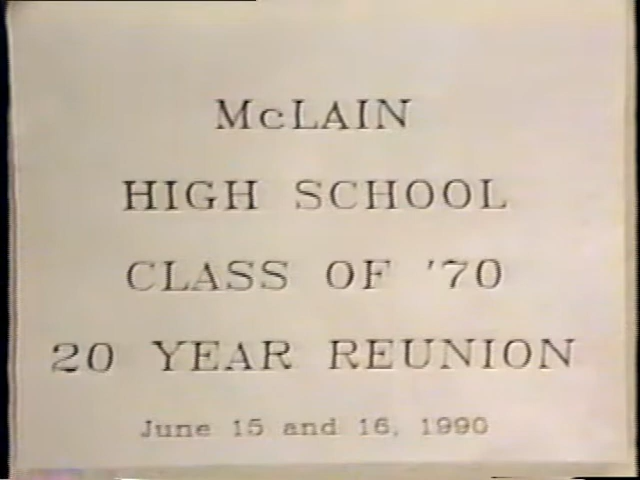 McLAIN
HIGH SCHOOL
CLASS OF '70
20 YEAR REUNION
June 15 and 16, 1990